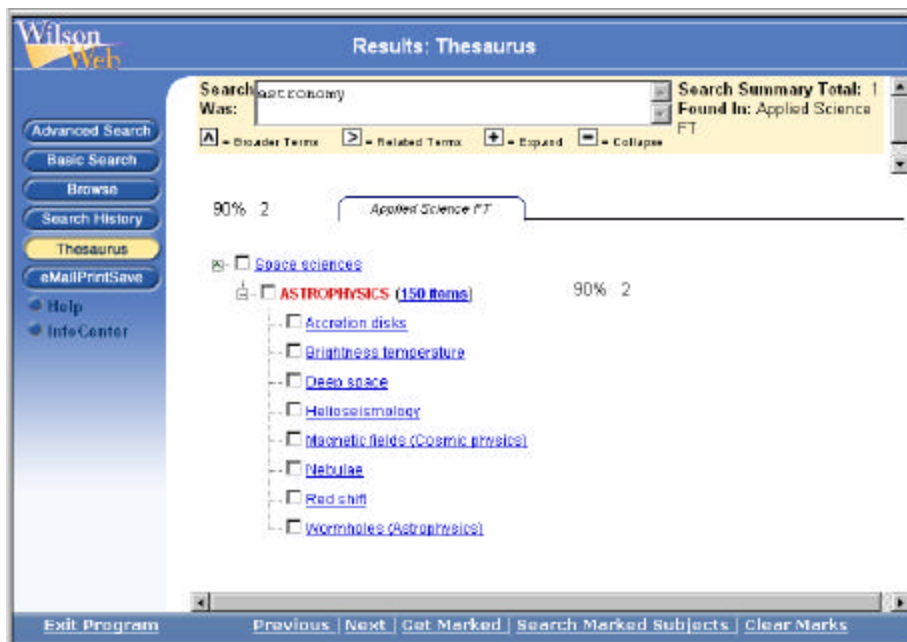 Wilson
Web
Results: Thesaurus
Search Was: astronomy
Search Summary Total: 1
Found In: Applied Science FT
A = Broader Terms > = Related Terms + = Expand - = Collapse
Advanced Search
Basic Search
Browse
Search History
Thesaurus
eMailPrintSave
Help
InfoCenter
90% 2 Applied Science FT
Space sciences
ASTROPHYSICS (150 items) 90% 2
Accretion disks
Brightness temperature
Deep space
Helioseismology
Magnetic fields (Cosmic physics)
Nebulae
Red shift
Wormholes (Astrophysics)
Exit Program Previous | Next | Get Marked | Search Marked Subjects | Clear Marks